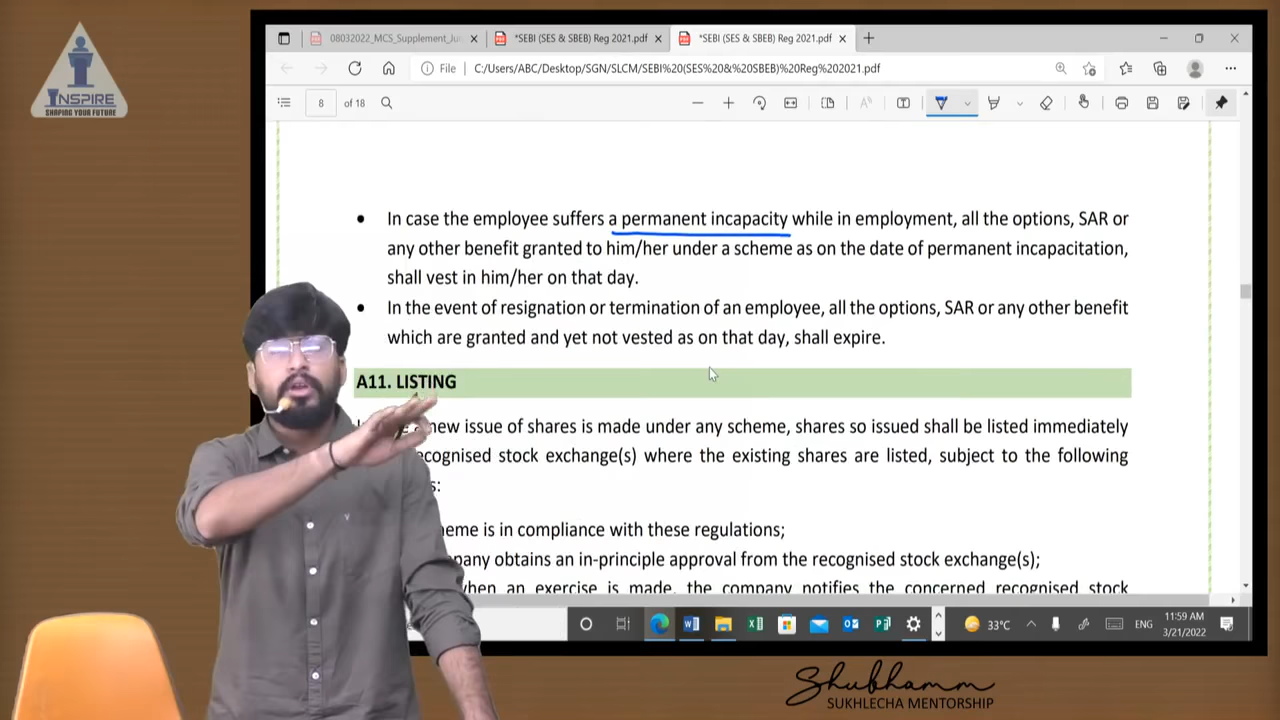 INSPIRE
SHAPING YOUR FUTURE
08032022_MCS_Supplement_Ju
*SEBI (SES & SBEB) Reg 2021.pdf
*SEBI (SES & SBEB) Reg 2021.pdf
File
C:/Users/ABC/Desktop/SGN/SLCM/SEBI%20(SES%20&%20SBEB)%20Reg%202021.pdf
8 of 18
• In case the employee suffers a permanent incapacity while in employment, all the options, SAR or
any other benefit granted to him/her under a scheme as on the date of permanent incapacitation,
shall vest in him/her on that day.
• In the event of resignation or termination of an employee, all the options, SAR or any other benefit
which are granted and yet not vested as on that day, shall expire.
A11. LISTING
new issue of shares is made under any scheme, shares so issued shall be listed immediately
ecognised stock exchange(s) where the existing shares are listed, subject to the following
s:
eme is in compliance with these regulations;
pany obtains an in-principle approval from the recognised stock exchange(s);
hen an exercise is made, the company notifies the concerned recognised stock
33°C
ENG
11:59 AM
3/21/2022
Shubhamm
SUKHLECHA MENTORSHIP